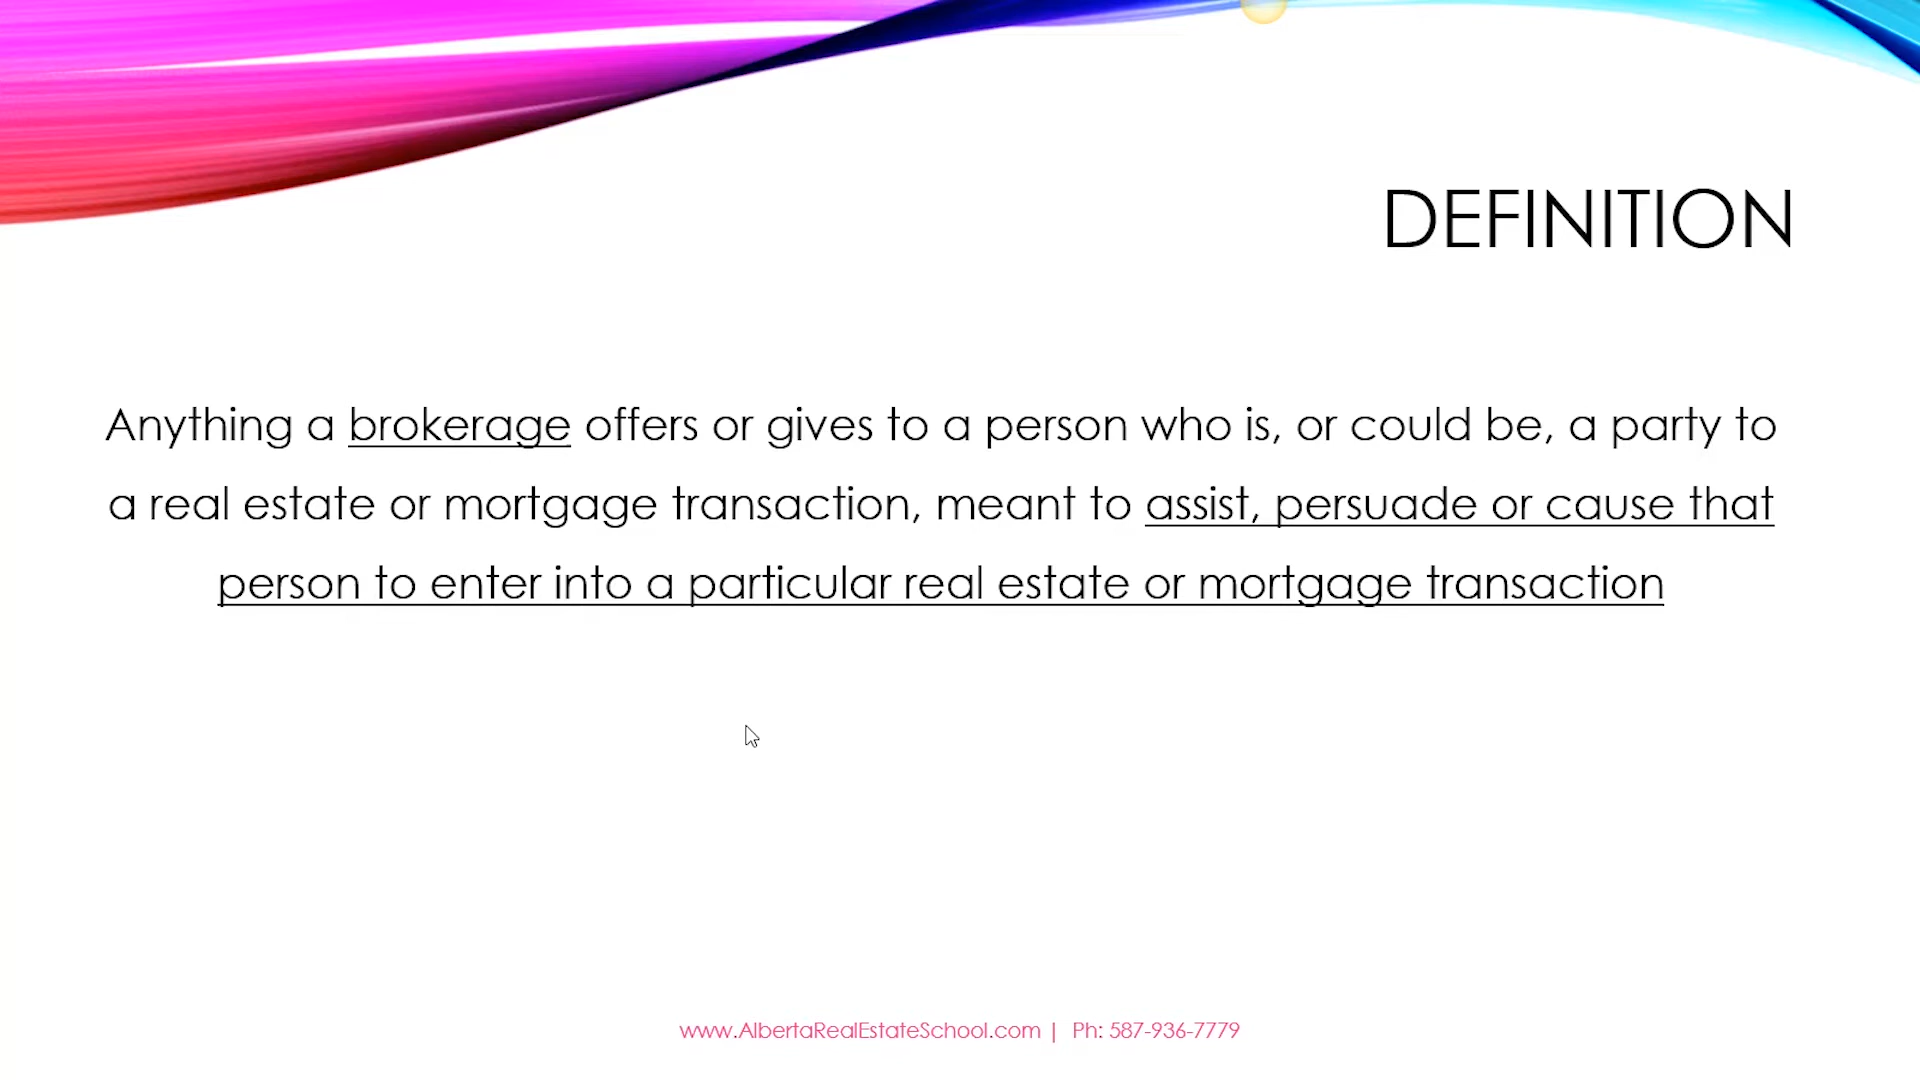 DEFINITION
Anything a brokerage offers or gives to a person who is, or could be, a party to
a real estate or mortgage transaction, meant to assist, persuade or cause that
person to enter into a particular real estate or mortgage transaction
www.AlbertaRealEstateSchool.com | Ph: 587-936-7779